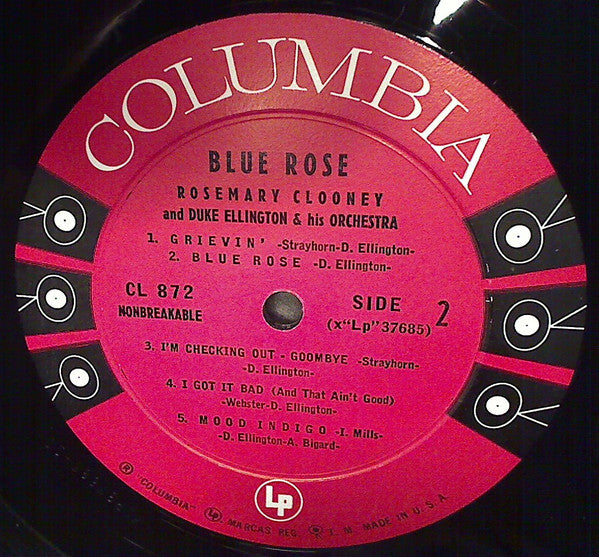 COLUMBIA
BLUE ROSE
ROSEMARY CLOONEY
and DUKE ELLINGTON & his ORCHESTRA
1. GRIEVIN' -Strayhorn-D. Ellington-
2. BLUE ROSE -D. Ellington-
CL 872
NONBREAKABLE
SIDE 2
(x"Lp"37685)
3. I'M CHECKING OUT - GOOMBYE -Strayhorn-
-D. Ellington-
4. I GOT IT BAD (And That Ain't Good)
-Webster-D. Ellington-
5. MOOD INDIGO -I. Mills-
-D. Ellington-A. Bigard-
Lp
® "COLUMBIA" Lp MARCAS REG. T. M. MADE IN U.S.A.